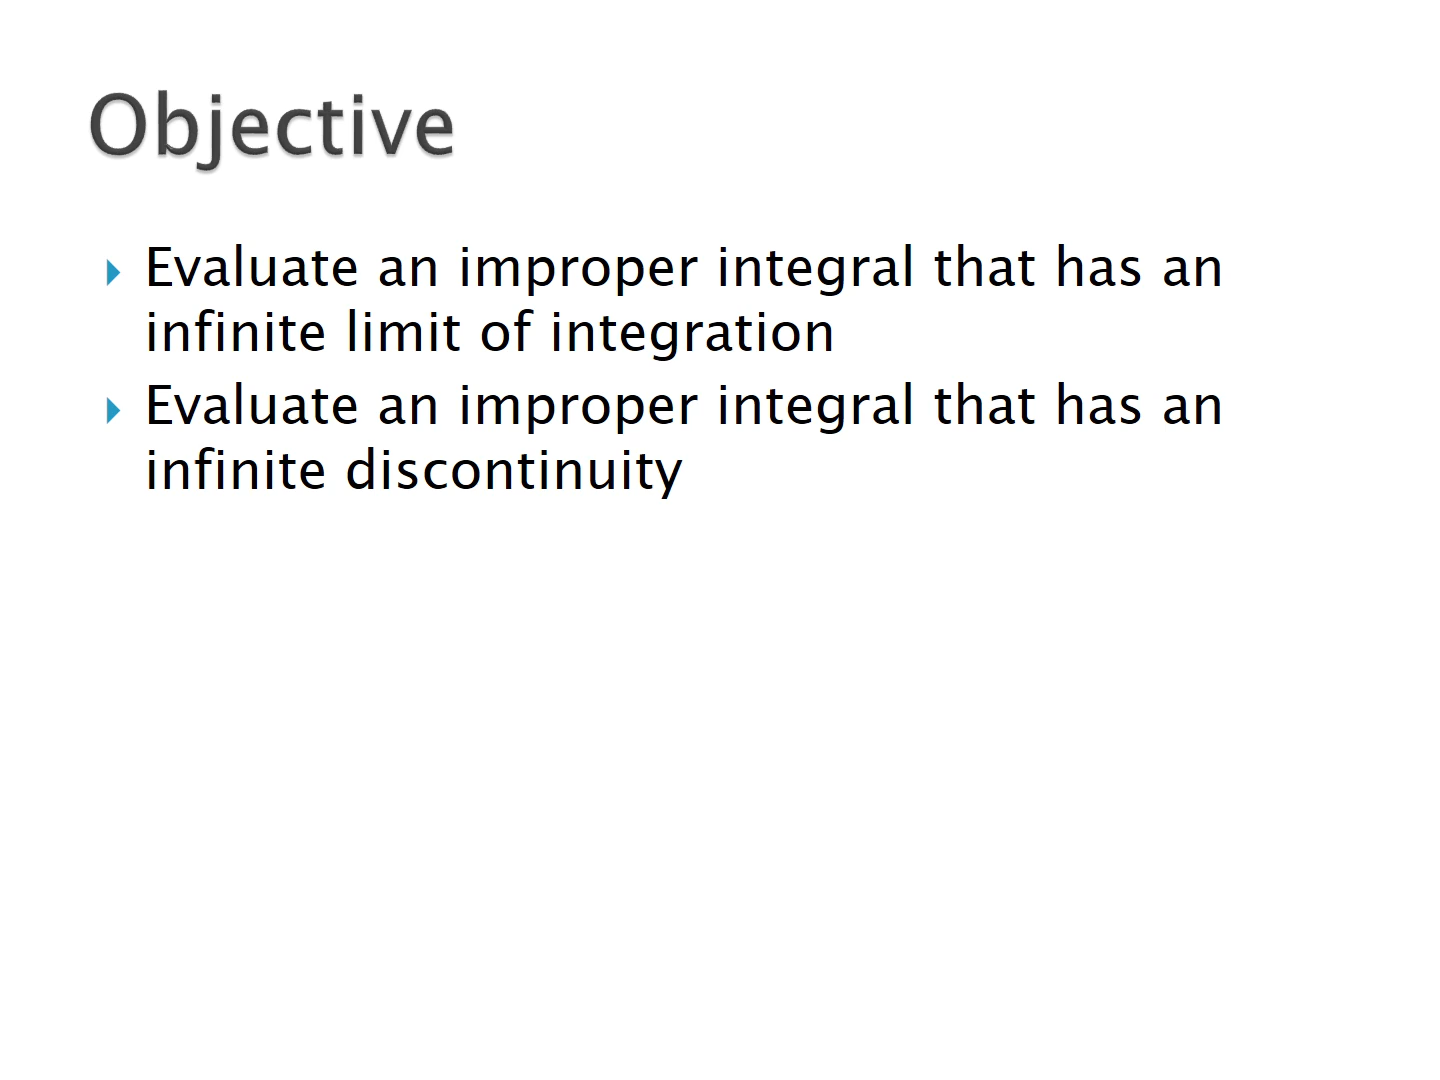 Objective
Evaluate an improper integral that has an
infinite limit of integration
Evaluate an improper integral that has an
infinite discontinuity